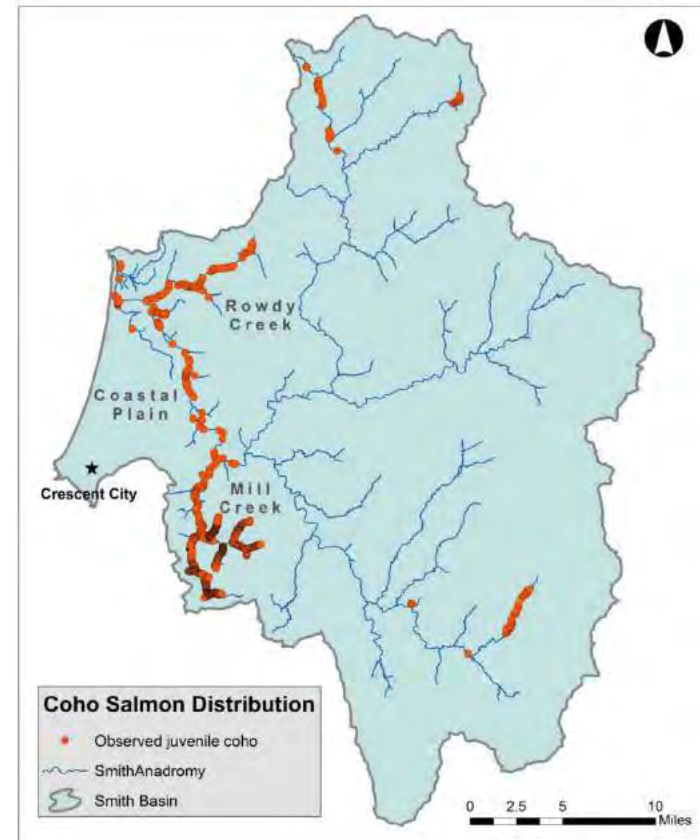 Rowdy
Creek
Coastal
Plain
Crescent City
Mill
Creek
Coho Salmon Distribution
Observed juvenile coho
SmithAnadromy
Smith Basin
0 2.5 5 10
Miles